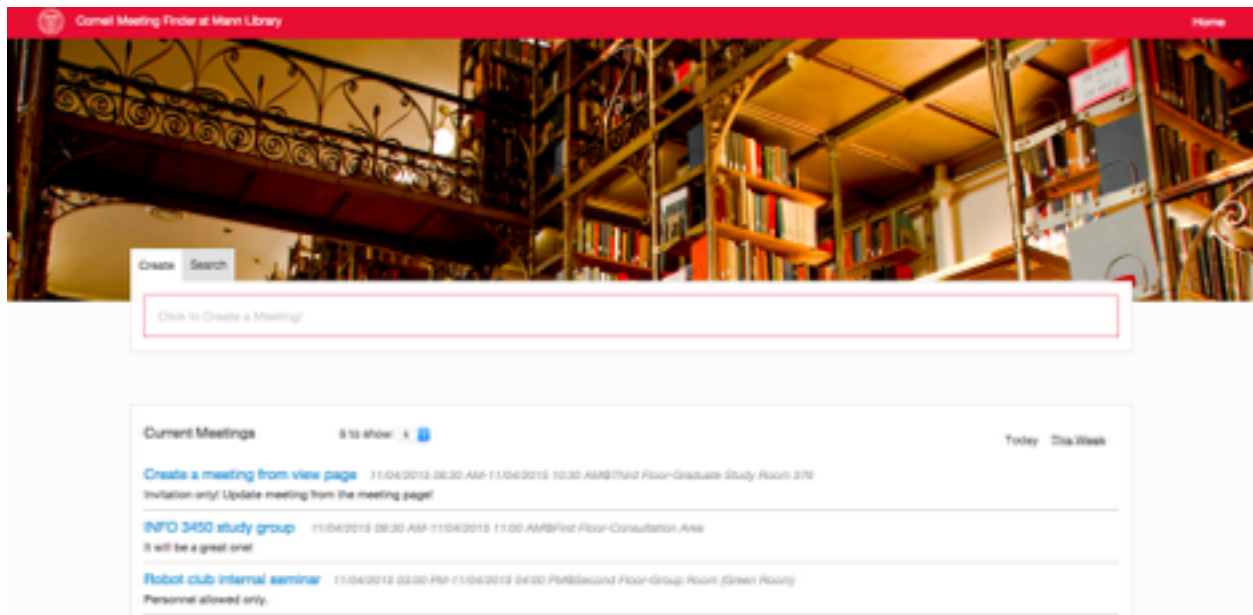 Cornell Meeting Finder at Mann Library Home
Create Search
Click to Create a Meeting!
Current Meetings to show: Today This Week
Create a meeting from view page 11/04/2015 08:30 AM-11/04/2015 10:30 AM@Third Floor-Graduate Study Room
Invitation only! Update meeting from the meeting page!
INFO 3450 study group 11/04/2015 09:30 AM-11/04/2015 11:00 AM@First Floor-Consultation Area
It will be a great one!
Robot club internal seminar 11/04/2015 03:00 PM-11/04/2015 04:00 PM@Second Floor-Group Room (Green Room)
Personnel allowed only.